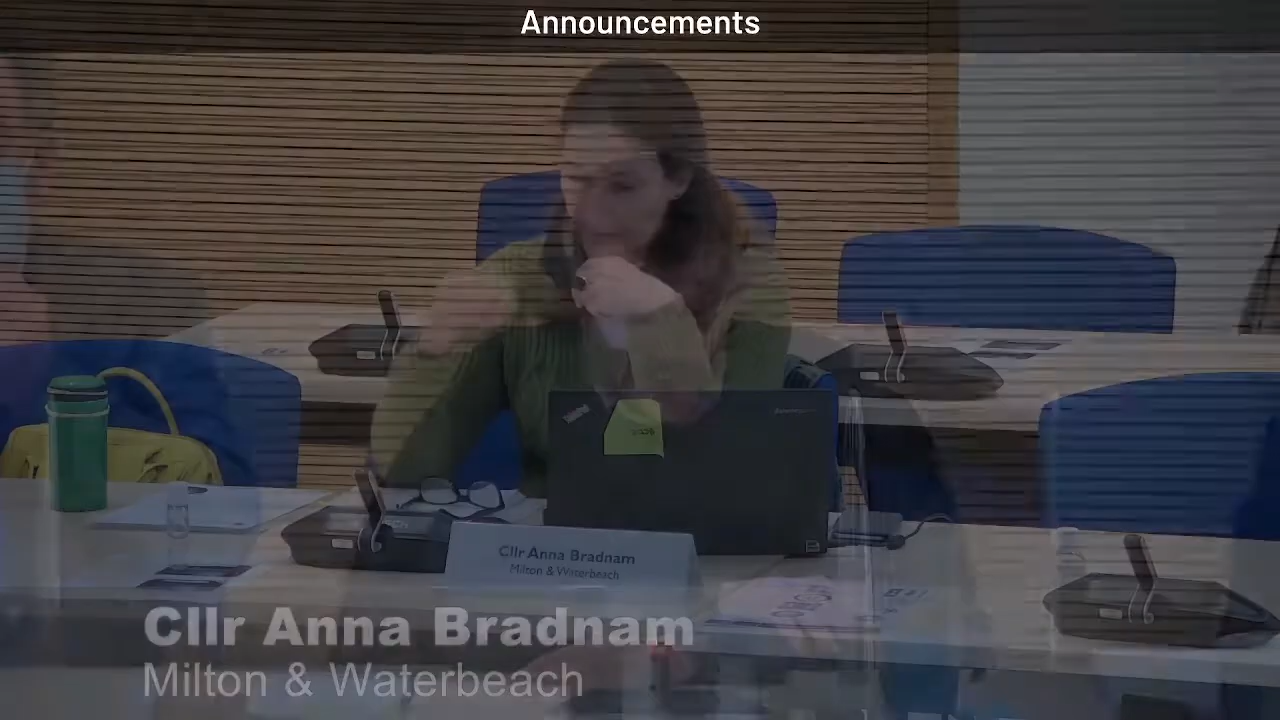 Announcements
Cllr Anna Bradnam
Milton & Waterbeach
Cllr Anna Bradnam
Milton & Waterbeach